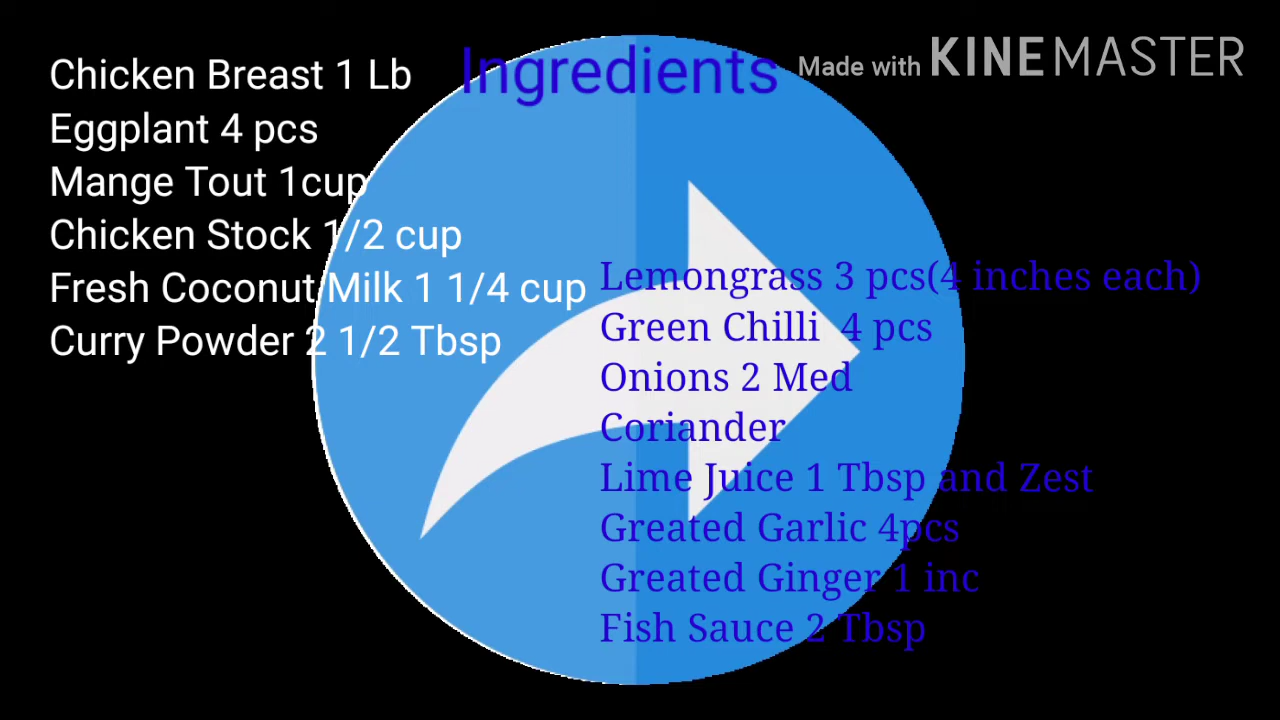 Ingredients
Made with KINEMASTER
Chicken Breast 1 Lb
Eggplant 4 pcs
Mange Tout 1cup
Chicken Stock 1/2 cup
Fresh Coconut Milk 1 1/4 cup
Curry Powder 2 1/2 Tbsp
Lemongrass 3 pcs(4 inches each)
Green Chilli 4 pcs
Onions 2 Med
Coriander
Lime Juice 1 Tbsp and Zest
Greated Garlic 4pcs
Greated Ginger 1 inc
Fish Sauce 2 Tbsp